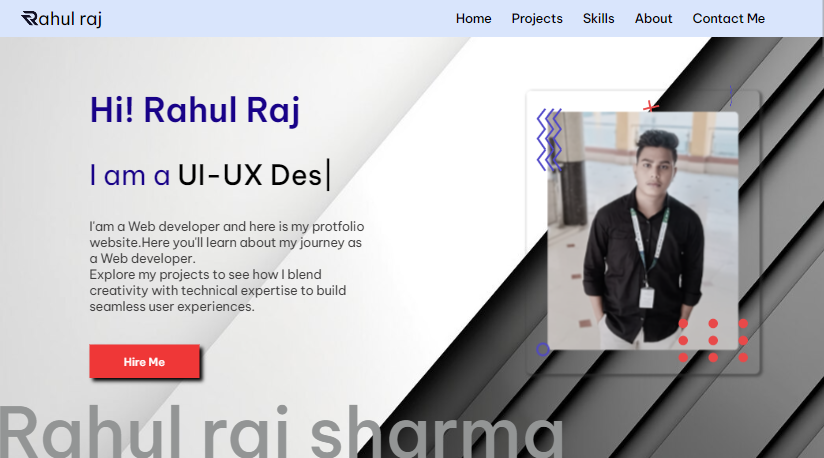 Rahul raj
Home Projects Skills About Contact Me
Hi! Rahul Raj
I am a UI-UX Des|
I'am a Web developer and here is my protfolio
website.Here you'll learn about my journey as
a Web developer.
Explore my projects to see how I blend
creativity with technical expertise to build
seamless user experiences.
Hire Me
Rahul raj sharma